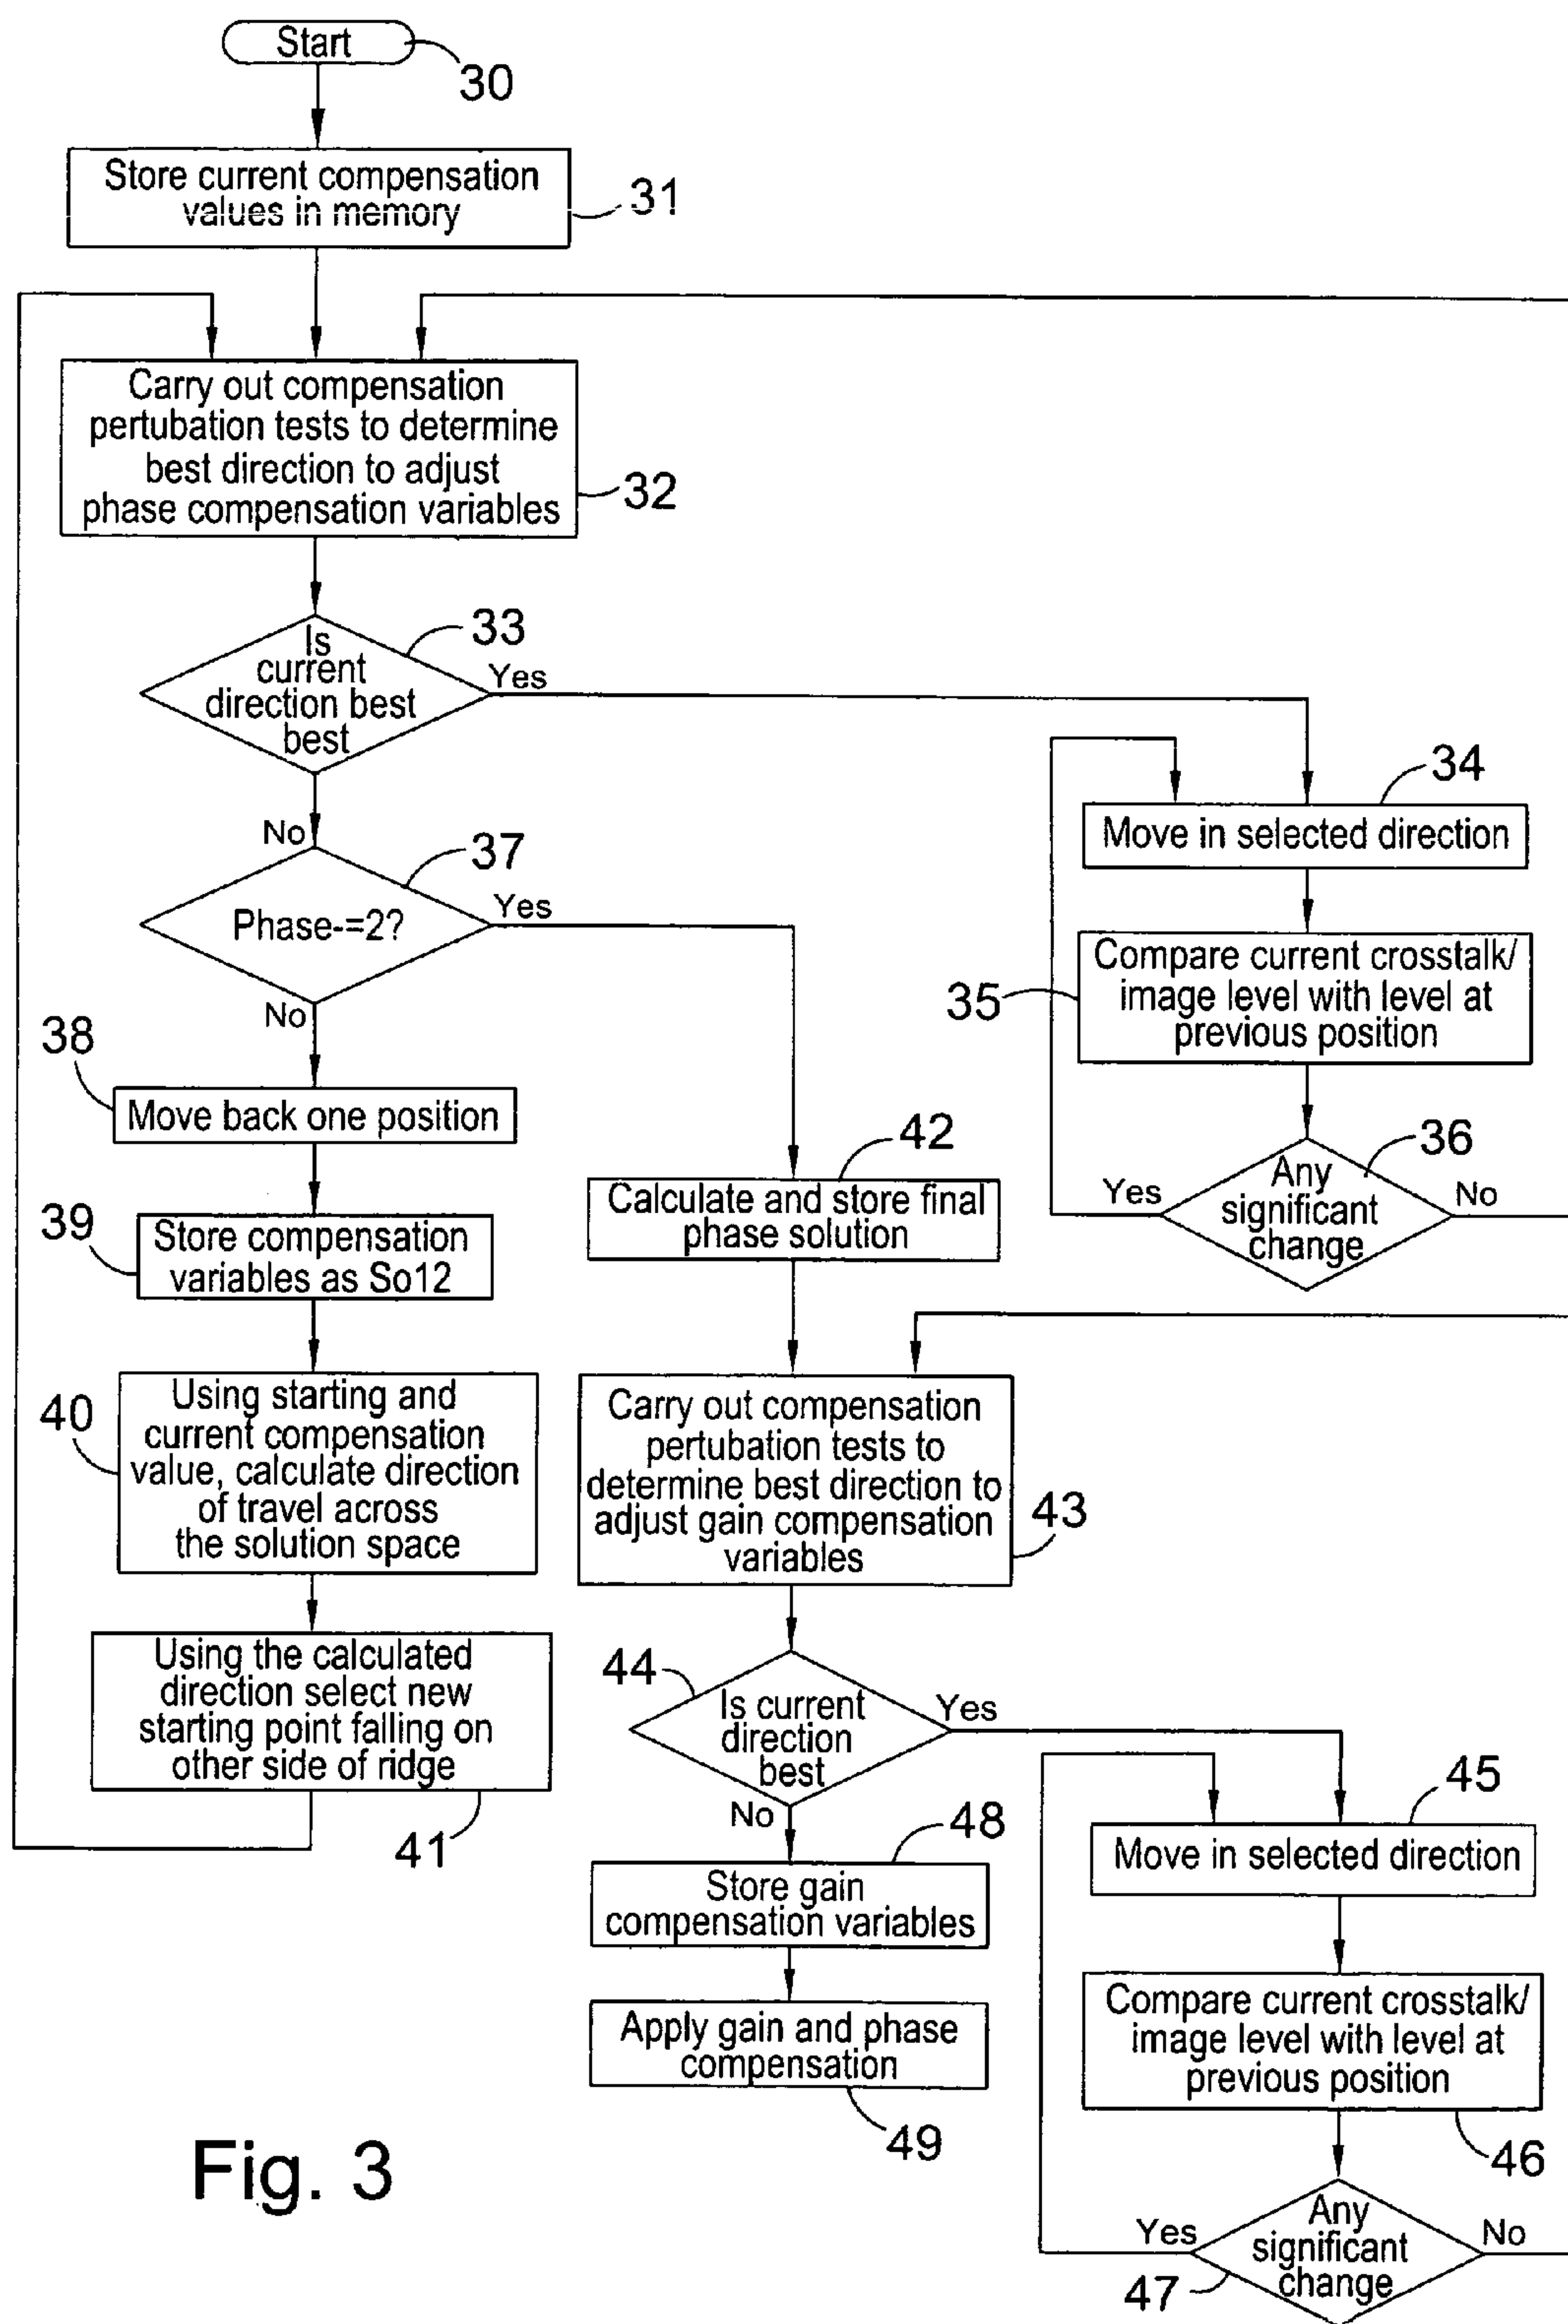 Start
30
Store current compensation
values in memory
31
Carry out compensation
pertubation tests to determine
best direction to adjust
phase compensation variables
32
Is
current
direction best
best
33
Yes
No
34
Move in selected direction
35
Compare current crosstalk/
image level with level at
previous position
36
Any
significant
change
Yes
No
37
Phase-=2?
Yes
No
38
Move back one position
39
Store compensation
variables as So12
40
Using starting and
current compensation
value, calculate direction
of travel across
the solution space
Using the calculated
direction select new
starting point falling on
other side of ridge
41
42
Calculate and store final
phase solution
Carry out compensation
pertubation tests to
determine best direction to
adjust gain compensation
variables
43
44
Is current
direction
best
Yes
No
45
Move in selected direction
Compare current crosstalk/
image level with level at
previous position
46
Any
significant
change
Yes
No
47
48
Store gain
compensation variables
Apply gain and phase
compensation
49
Fig. 3